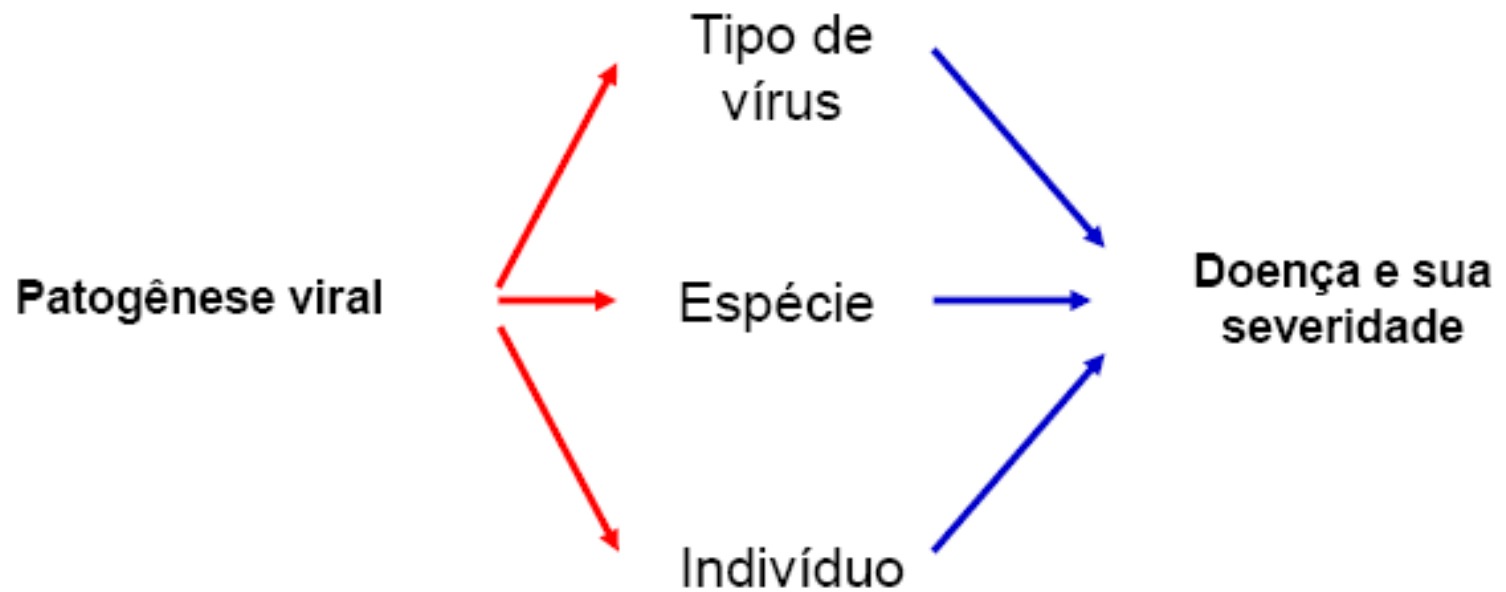 Tipo de
vírus
Patogênese viral
Espécie
Doença e sua
severidade
Indivíduo